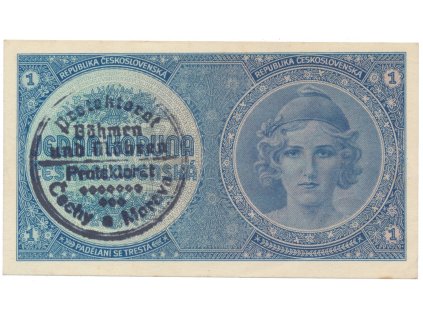 1 REPUBLIKA ČESKOSLOVENSKÁ REPUBLIKA ČESKOSLOVENSKÁ 1
Protektorat
Böhmen
und Mähren
Protektorát
Čechy a Morava
1 PADĚLÁNÍ SE TRESTÁ 1